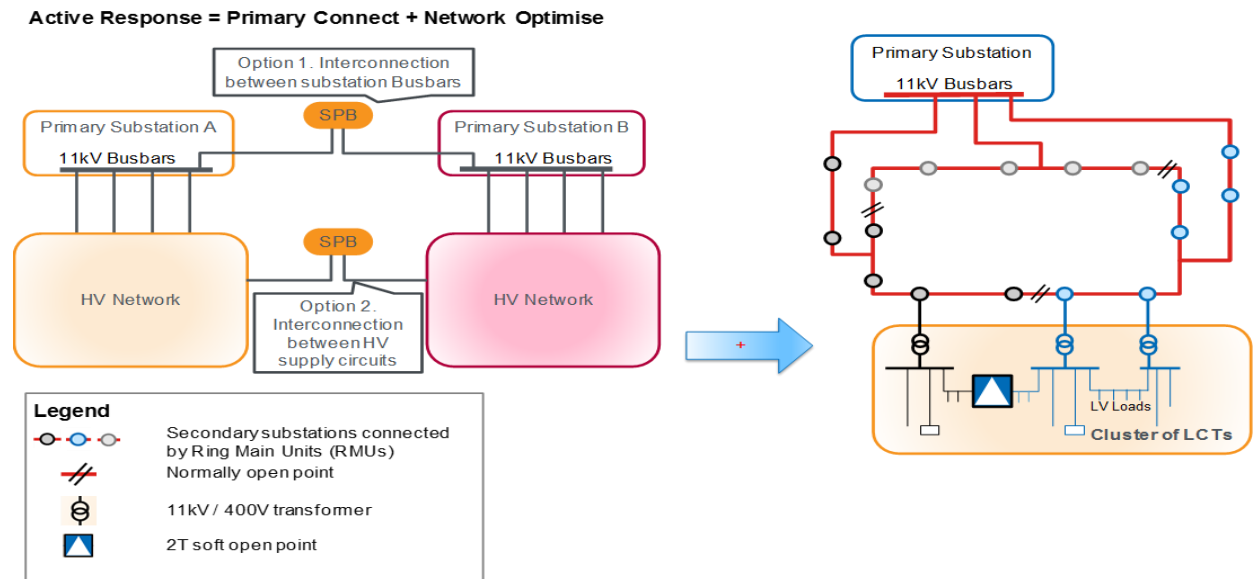 Active Response = Primary Connect + Network Optimise
Option 1. Interconnection
between substation Busbars
SPB
Primary Substation A
11kV Busbars
Primary Substation B
11kV Busbars
SPB
HV Network
HV Network
Option 2.
Interconnection
between HV
supply circuits
Legend
Secondary substations connected
by Ring Main Units (RMUs)
Normally open point
11kV / 400V transformer
2T soft open point
+
Primary Substation
11kV Busbars
LV Loads
Cluster of LCTs